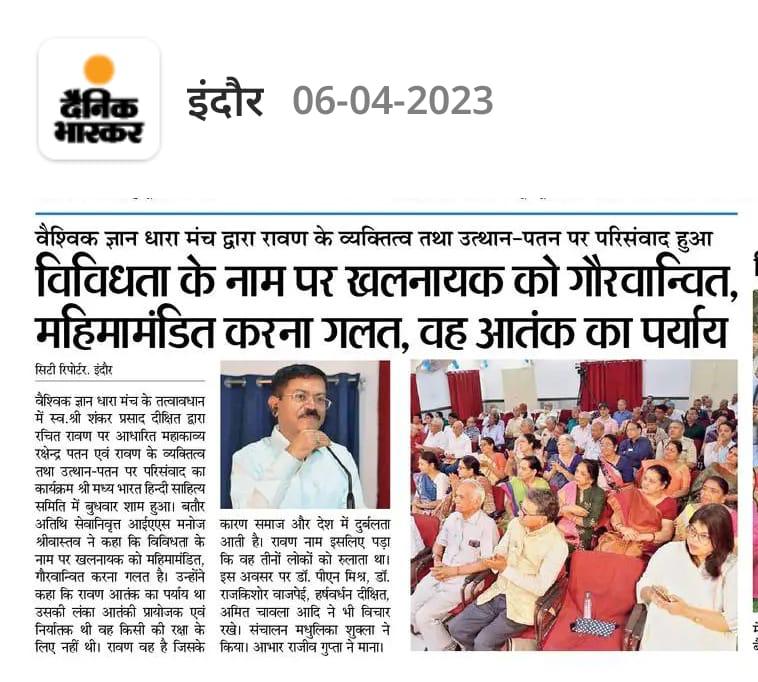 दैनिक
भास्कर
इंदौर 06-04-2023
वैश्विक ज्ञान धारा मंच द्वारा रावण के व्यक्तित्व तथा उत्थान-पतन पर परिसंवाद हुआ
विविधता के नाम पर खलनायक को गौरवान्वित,
महिमामंडित करना गलत, वह आतंक का पर्याय
सिटी रिपोर्टर. इंदौर
वैश्विक ज्ञान धारा मंच के तत्वावधान
में स्व.श्री शंकर प्रसाद दीक्षित द्वारा
रचित रावण पर आधारित महाकाव्य
रक्षेन्द्र पतन एवं रावण के व्यक्तित्व
तथा उत्थान-पतन पर परिसंवाद का
कार्यक्रम श्री मध्य भारत हिन्दी साहित्य
समिति में बुधवार शाम हुआ। बतौर
अतिथि सेवानिवृत्त आईएएस मनोज
श्रीवास्तव ने कहा कि विविधता के
नाम पर खलनायक को महिमामंडित,
गौरवान्वित करना गलत है। उन्होंने
कहा कि रावण आतंक का पर्याय था
उसकी लंका आतंकी प्रायोजक एवं
निर्यातक थी वह किसी की रक्षा के
लिए नहीं थी। रावण वह है जिसके
कारण समाज और देश में दुर्बलता
आती है। रावण नाम इसलिए पड़ा
कि वह तीनों लोकों को रुलाता था।
इस अवसर पर डॉ. पीएन मिश्र, डॉ.
राजकिशोर वाजपेई, हर्षवर्धन दीक्षित,
अमित चावला आदि ने भी विचार
रखे। संचालन मधुलिका शुक्ला ने
किया। आभार राजीव गुप्ता ने माना।